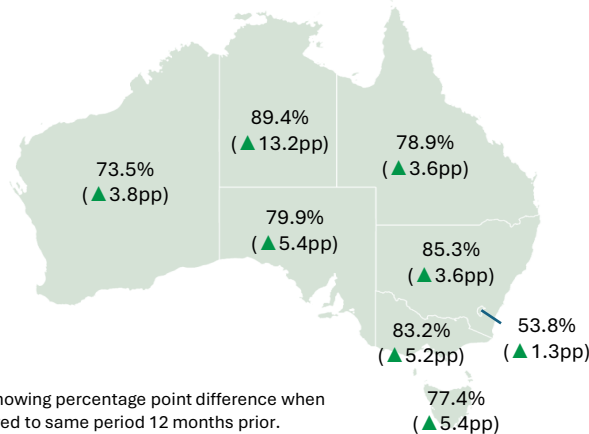 89.4%
(▲13.2pp)
78.9%
(▲3.6pp)
73.5%
(▲3.8pp)
79.9%
(▲5.4pp)
85.3%
(▲3.6pp)
53.8%
(▲1.3pp)
83.2%
(▲5.2pp)
77.4%
(▲5.4pp)
percentage point difference when
to same period 12 months prior.